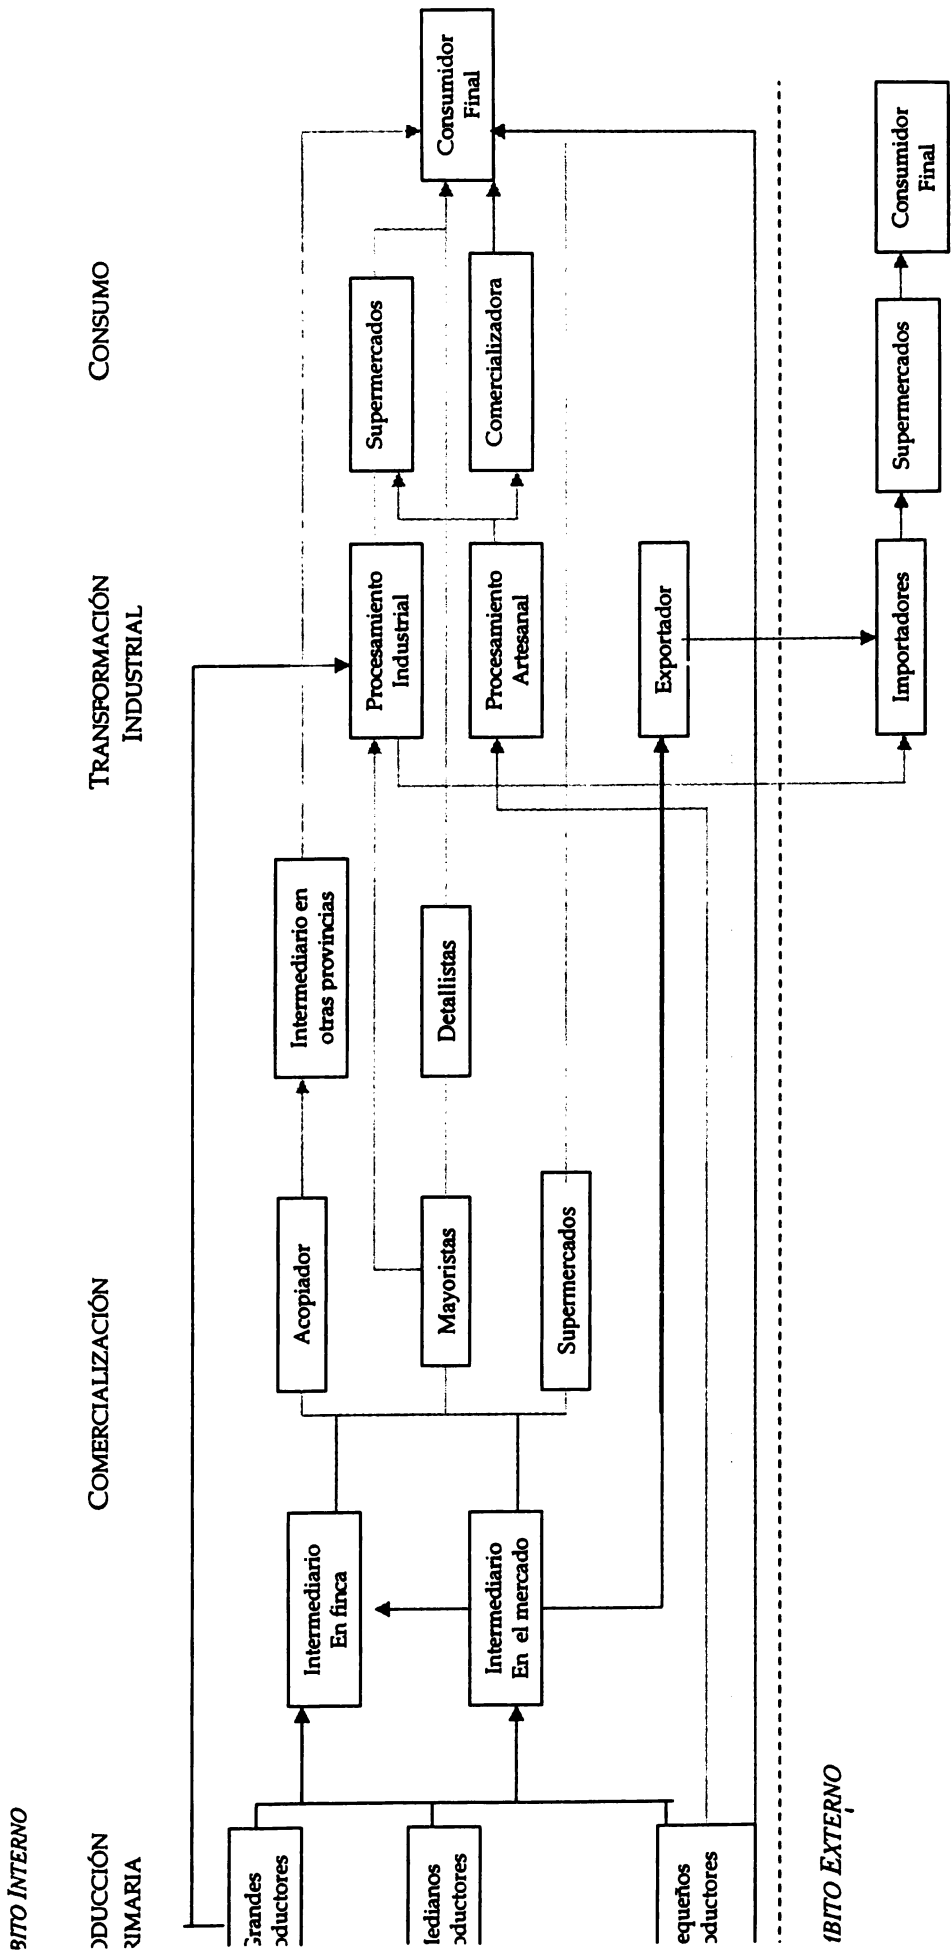 BITO INTERNO
ODUCCIÓN
RIMARIA
COMERCIALIZACIÓN
TRANSFORMACIÓN
INDUSTRIAL
CONSUMO
Grandes
oductores
ledianos
oductores
equeños
oductores
Intermediario
En finca
Intermediario
En el mercado
Acopiador
Mayoristas
Supermercados
Intermediario en
otras provincias
Detallistas
Procesamiento
Industrial
Procesamiento
Artesanal
Exportador
Supermercados
Comercializadora
Consumidor
Final
BITO EXTERNO
Importadores
Supermercados
Consumidor
Final